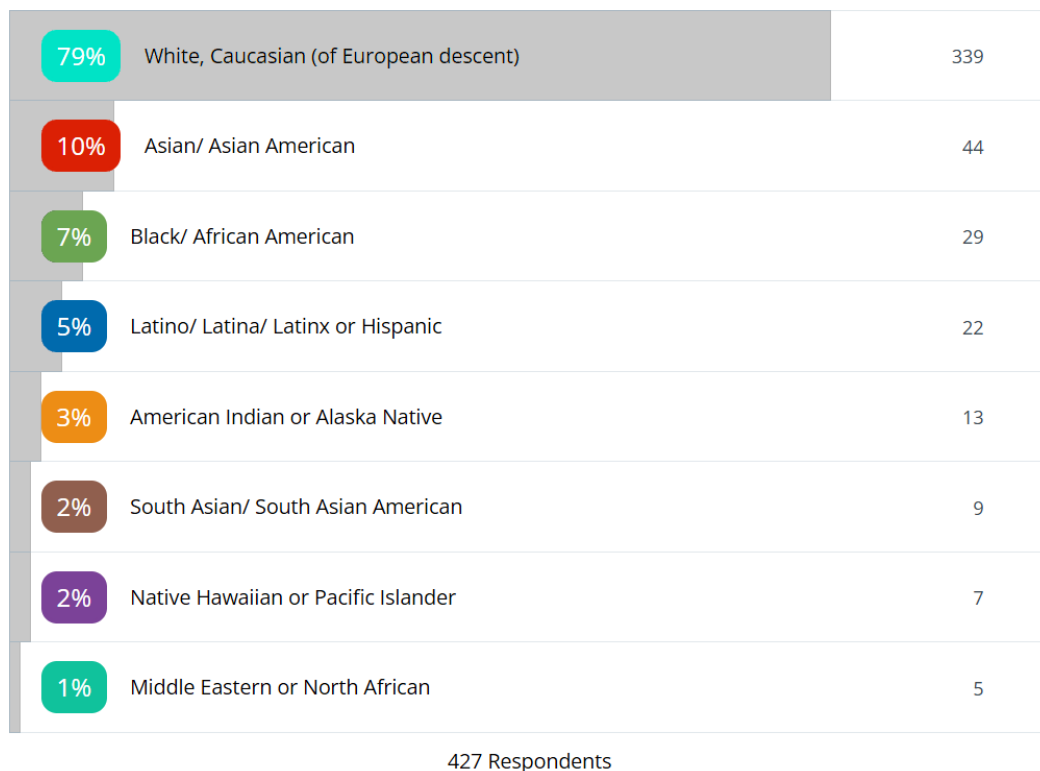 79% White, Caucasian (of European descent) 339
10% Asian/ Asian American 44
7% Black/ African American 29
5% Latino/ Latina/ Latinx or Hispanic 22
3% American Indian or Alaska Native 13
2% South Asian/ South Asian American 9
2% Native Hawaiian or Pacific Islander 7
1% Middle Eastern or North African 5
427 Respondents